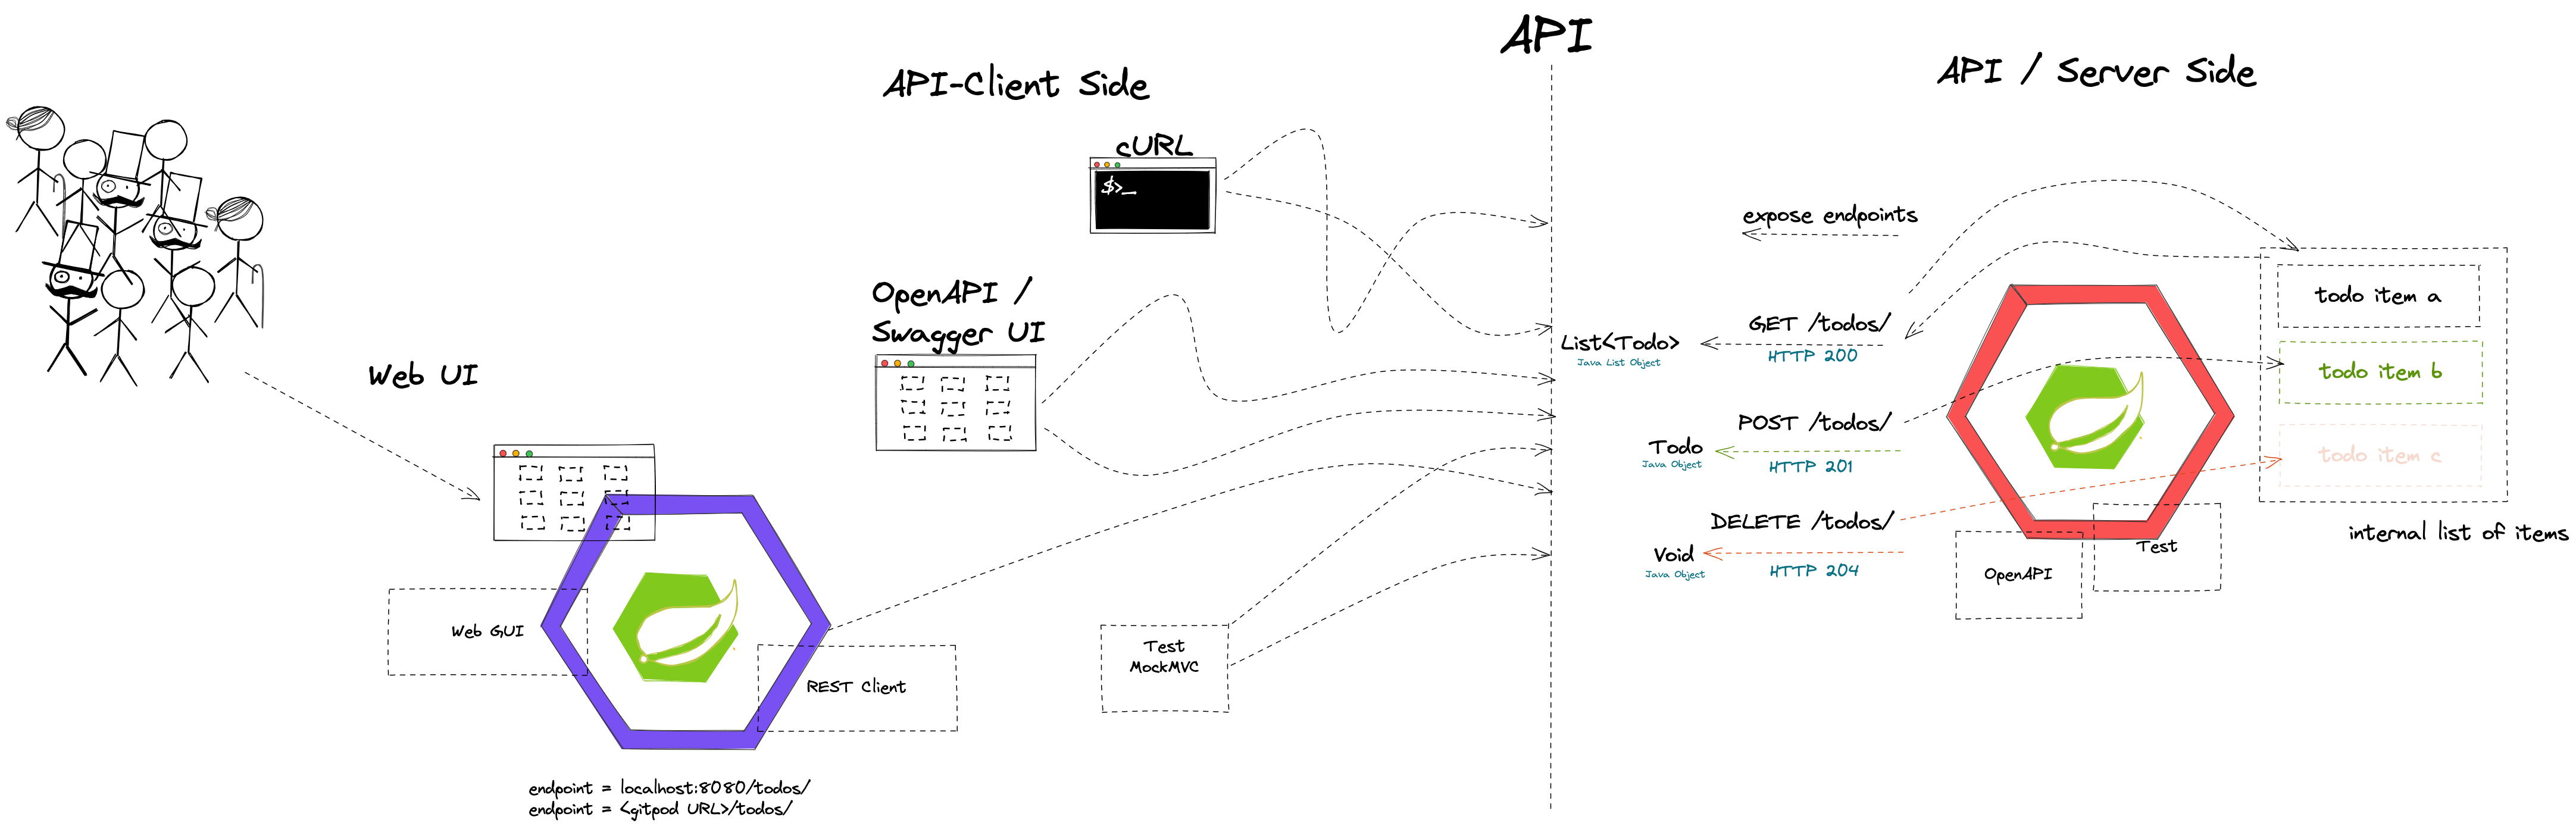 API
API-Client Side
API / Server Side
cURL
$>_
expose endpoints
OpenAPI /
Swagger UI
todo item a
GET /todos/
List<Todo>
HTTP 200
Java List Object
Web UI
todo item b
POST /todos/
Todo
Java Object
HTTP 201
todo item c
DELETE /todos/
internal list of items
Void
Java Object
HTTP 204
Test
OpenAPI
Web GUI
Test
MockMVC
REST Client
endpoint = localhost:8080/todos/
endpoint = <gitpod URL>/todos/